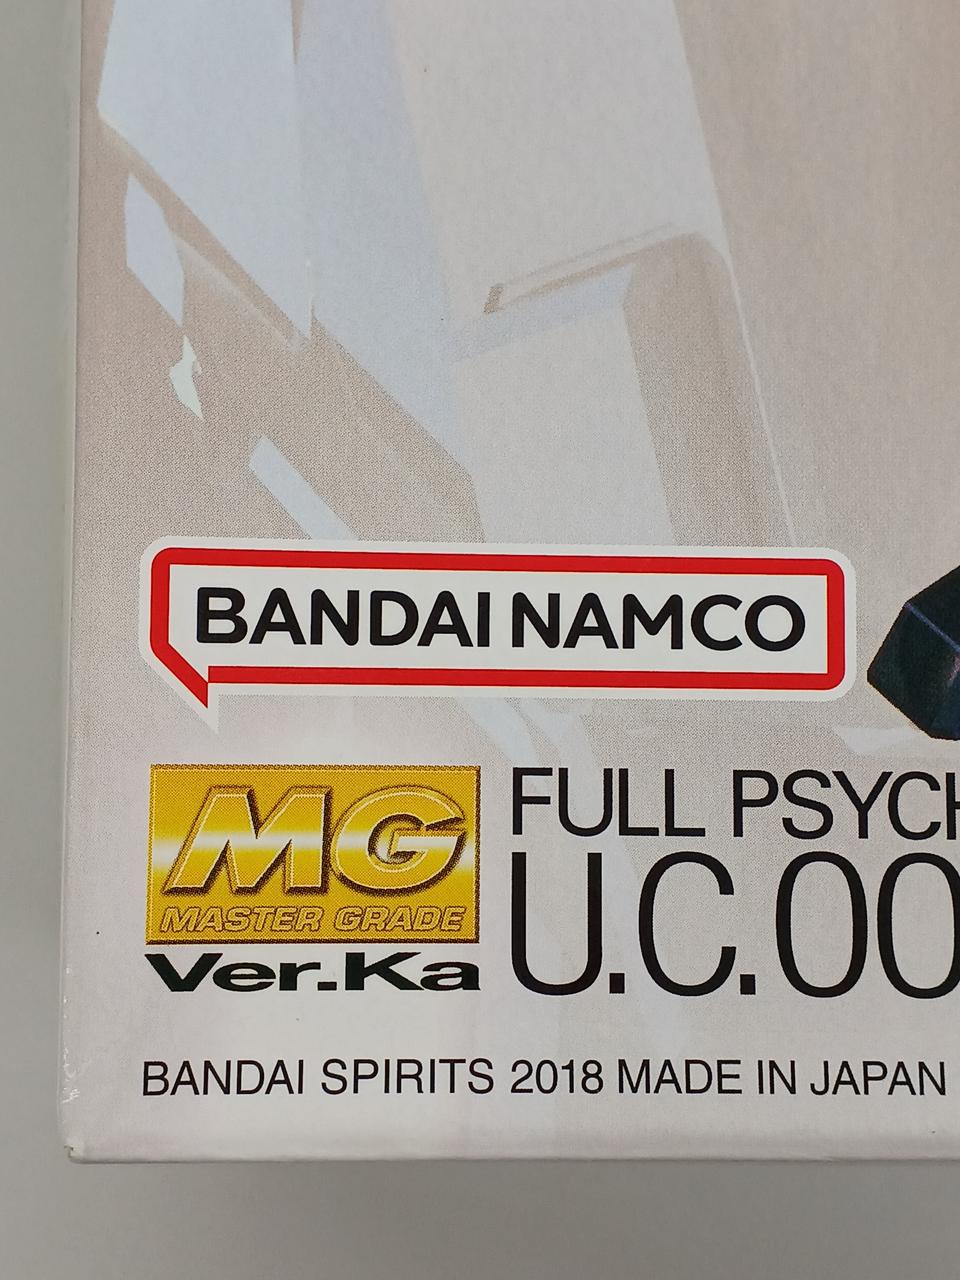 BANDAI NAMCO
MG
MASTER GRADE
Ver.Ka
FULL PSYCH
U.C.00
BANDAI SPIRITS 2018 MADE IN JAPAN